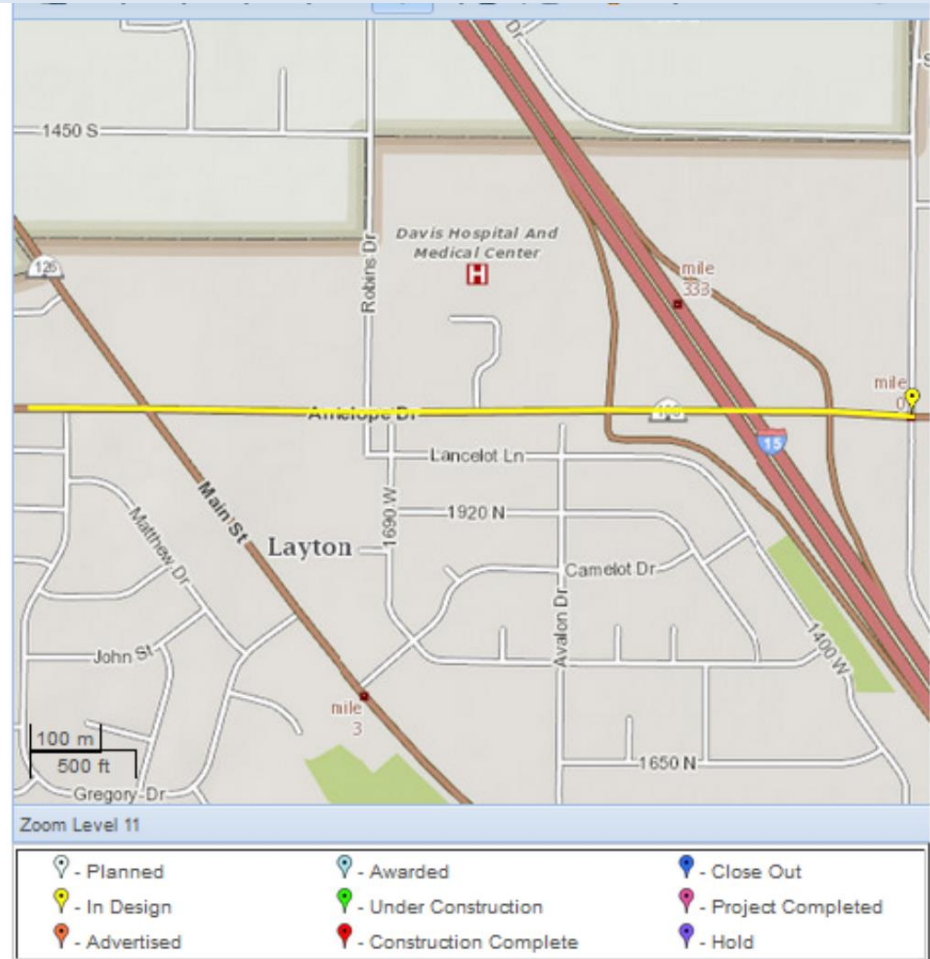 Dr
S
1450 S
Davis Hospital And
Medical Center
126
Robins Dr
mile
333
mile
0
Antelope Dr
15
Lancelot Ln
Main St
1690 W
1920 N
Matthew Dr
Layton
Camelot Dr
Avalon Dr
John St
1400 W
mile
3
100 m
500 ft
1650 N
Gregory Dr
Zoom Level 11
- Planned
- Awarded
- Close Out
- In Design
- Under Construction
- Project Completed
- Advertised
- Construction Complete
- Hold